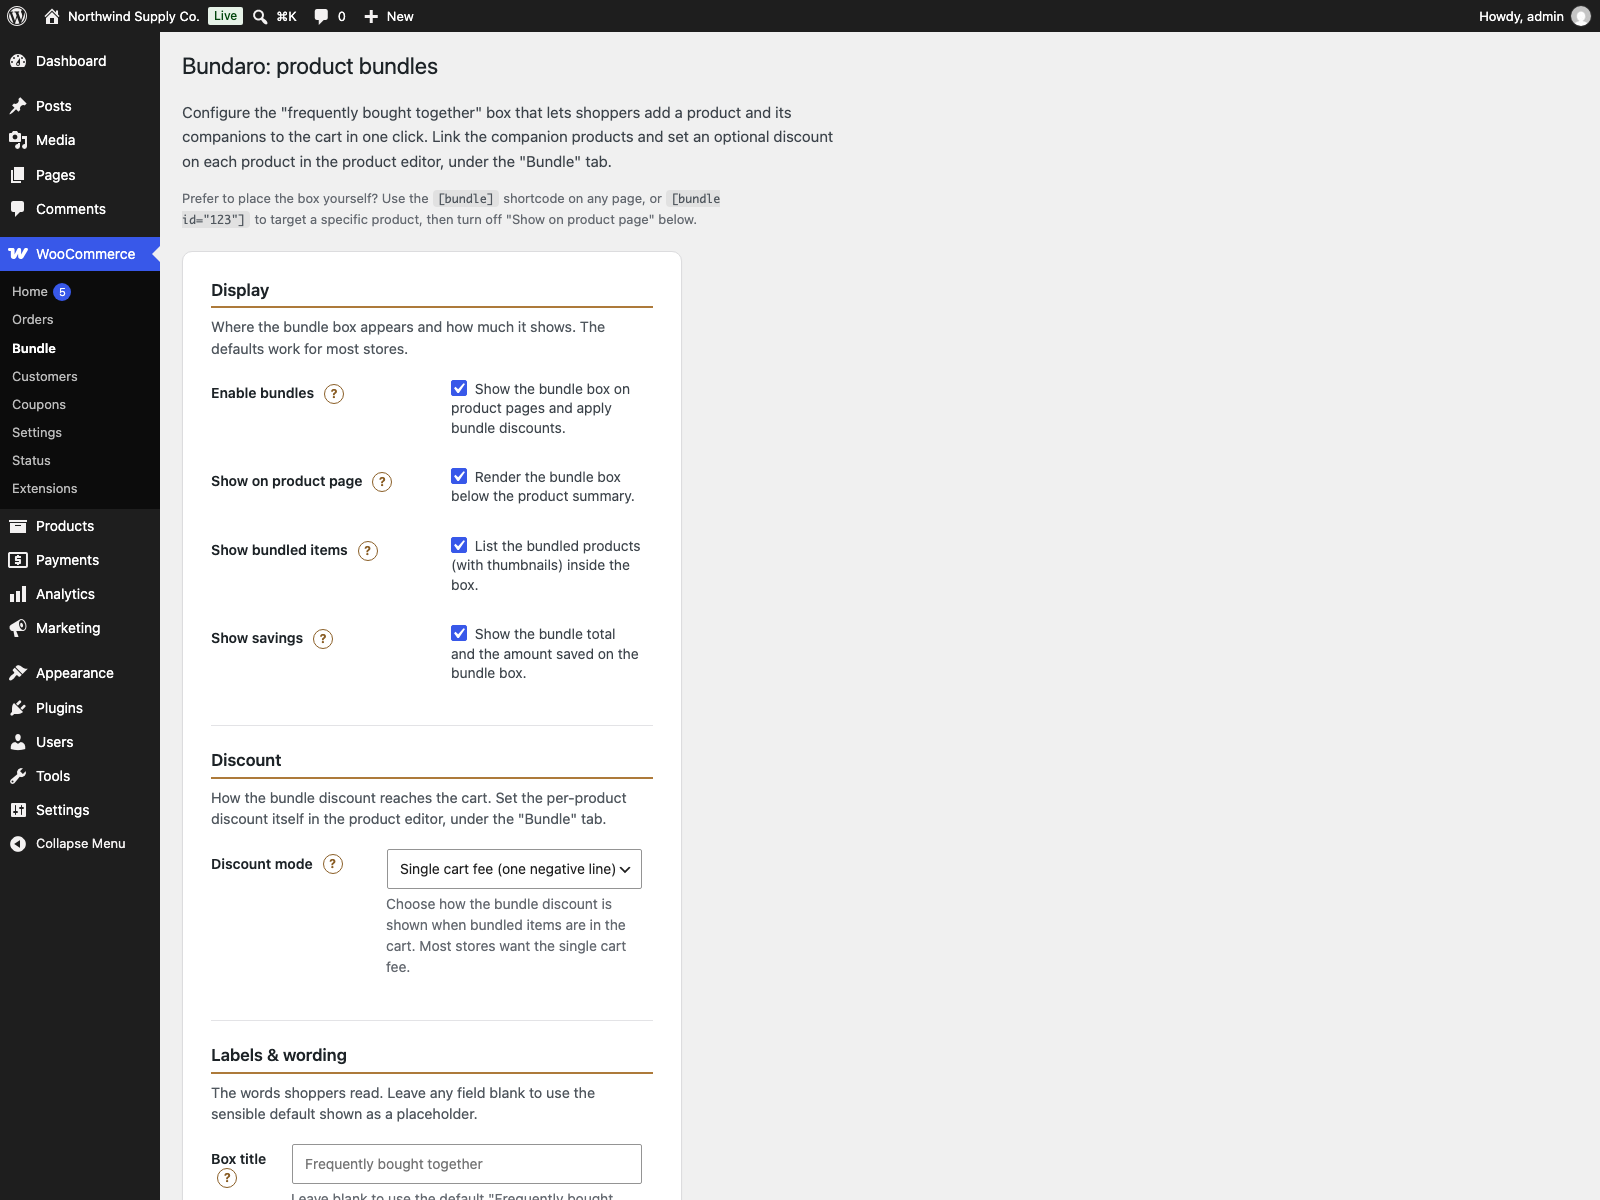 Northwind Supply Co. Live ⌘K 0 New Howdy, admin
Dashboard
Posts
Media
Pages
Comments
WooCommerce
Home 5
Orders
Bundle
Customers
Coupons
Settings
Status
Extensions
Products
Payments
Analytics
Marketing
Appearance
Plugins
Users
Tools
Settings
Collapse Menu
Bundaro: product bundles
Configure the "frequently bought together" box that lets shoppers add a product and its
companions to the cart in one click. Link the companion products and set an optional discount
on each product in the product editor, under the "Bundle" tab.
Prefer to place the box yourself? Use the [bundle] shortcode on any page, or [bundle
id="123"] to target a specific product, then turn off "Show on product page" below.
Display
Where the bundle box appears and how much it shows. The
defaults work for most stores.
Enable bundles ?
Show the bundle box on
product pages and apply
bundle discounts.
Show on product page ?
Render the bundle box
below the product summary.
Show bundled items ?
List the bundled products
(with thumbnails) inside the
box.
Show savings ?
Show the bundle total
and the amount saved on the
bundle box.
Discount
How the bundle discount reaches the cart. Set the per-product
discount itself in the product editor, under the "Bundle" tab.
Discount mode ?
Single cart fee (one negative line)
Choose how the bundle discount is
shown when bundled items are in the
cart. Most stores want the single cart
fee.
Labels & wording
The words shoppers read. Leave any field blank to use the
sensible default shown as a placeholder.
Box title ?
Frequently bought together
Leave blank to use the default "Frequently bought